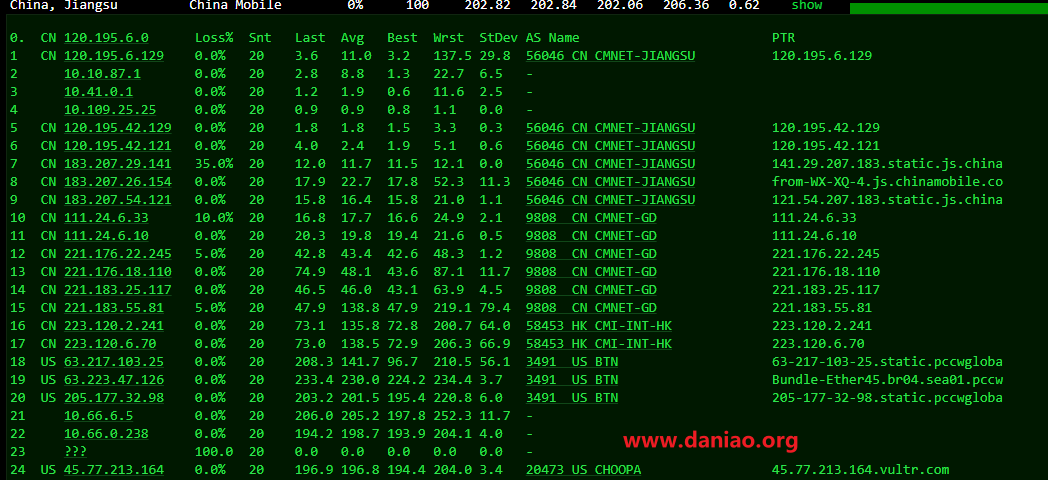 China, Jiangsu China Mobile 0% 100 202.82 202.84 202.06 206.36 0.62 show
0. CN 120.195.6.0 Loss% Snt Last Avg Best Wrst StDev AS Name PTR
1 CN 120.195.6.129 0.0% 20 3.6 11.0 3.2 137.5 29.8 56046 CN CMNET-JIANGSU 120.195.6.129
2 10.10.87.1 0.0% 20 2.8 8.8 1.3 22.7 6.5 -
3 10.41.0.1 0.0% 20 1.2 1.9 0.6 11.6 2.5 -
4 10.109.25.25 0.0% 20 0.9 0.9 0.8 1.1 0.0 -
5 CN 120.195.42.129 0.0% 20 1.8 1.8 1.5 3.3 0.3 56046 CN CMNET-JIANGSU 120.195.42.129
6 CN 120.195.42.121 0.0% 20 4.0 2.4 1.9 5.1 0.6 56046 CN CMNET-JIANGSU 120.195.42.121
7 CN 183.207.29.141 35.0% 20 12.0 11.7 11.5 12.1 0.0 56046 CN CMNET-JIANGSU 141.29.207.183.static.js.china
8 CN 183.207.26.154 0.0% 20 17.9 22.7 17.8 52.3 11.3 56046 CN CMNET-JIANGSU from-WX-XQ-4.js.chinamobile.co
9 CN 183.207.54.121 0.0% 20 15.8 16.4 15.8 21.0 1.1 56046 CN CMNET-JIANGSU 121.54.207.183.static.js.china
10 CN 111.24.6.33 10.0% 20 16.8 17.7 16.6 24.9 2.1 9808 CN CMNET-GD 111.24.6.33
11 CN 111.24.6.10 0.0% 20 20.3 19.8 19.4 21.6 0.5 9808 CN CMNET-GD 111.24.6.10
12 CN 221.176.22.245 5.0% 20 42.8 43.4 42.6 48.3 1.2 9808 CN CMNET-GD 221.176.22.245
13 CN 221.176.18.110 0.0% 20 74.9 48.1 43.6 87.1 11.7 9808 CN CMNET-GD 221.176.18.110
14 CN 221.183.25.117 0.0% 20 46.5 46.0 43.1 63.9 4.5 9808 CN CMNET-GD 221.183.25.117
15 CN 221.183.55.81 5.0% 20 47.9 138.8 47.9 219.1 79.4 9808 CN CMNET-GD 221.183.55.81
16 CN 223.120.2.241 0.0% 20 73.1 135.8 72.8 200.7 64.0 58453 HK CMI-INT-HK 223.120.2.241
17 CN 223.120.6.70 0.0% 20 73.0 138.5 72.9 206.3 66.9 58453 HK CMI-INT-HK 223.120.6.70
18 US 63.217.103.25 0.0% 20 208.3 141.7 96.7 210.5 56.1 3491 US BTN 63-217-103-25.static.pccwgloba
19 US 63.223.47.126 0.0% 20 233.4 230.0 224.2 234.4 3.7 3491 US BTN Bundle-Ether45.br04.sea01.pccw
20 US 205.177.32.98 0.0% 20 203.2 201.5 195.4 220.8 6.0 3491 US BTN 205-177-32-98.static.pccwgloba
21 10.66.6.5 0.0% 20 206.0 205.2 197.8 252.3 11.7 -
22 10.66.0.238 0.0% 20 194.2 198.7 193.9 204.1 4.0 -
23 ??? 100.0 20 0.0 0.0 0.0 0.0 0.0 -
www.daniao.org
24 US 45.77.213.164 0.0% 20 196.9 196.8 194.4 204.0 3.4 20473 US CHOOPA 45.77.213.164.vultr.com